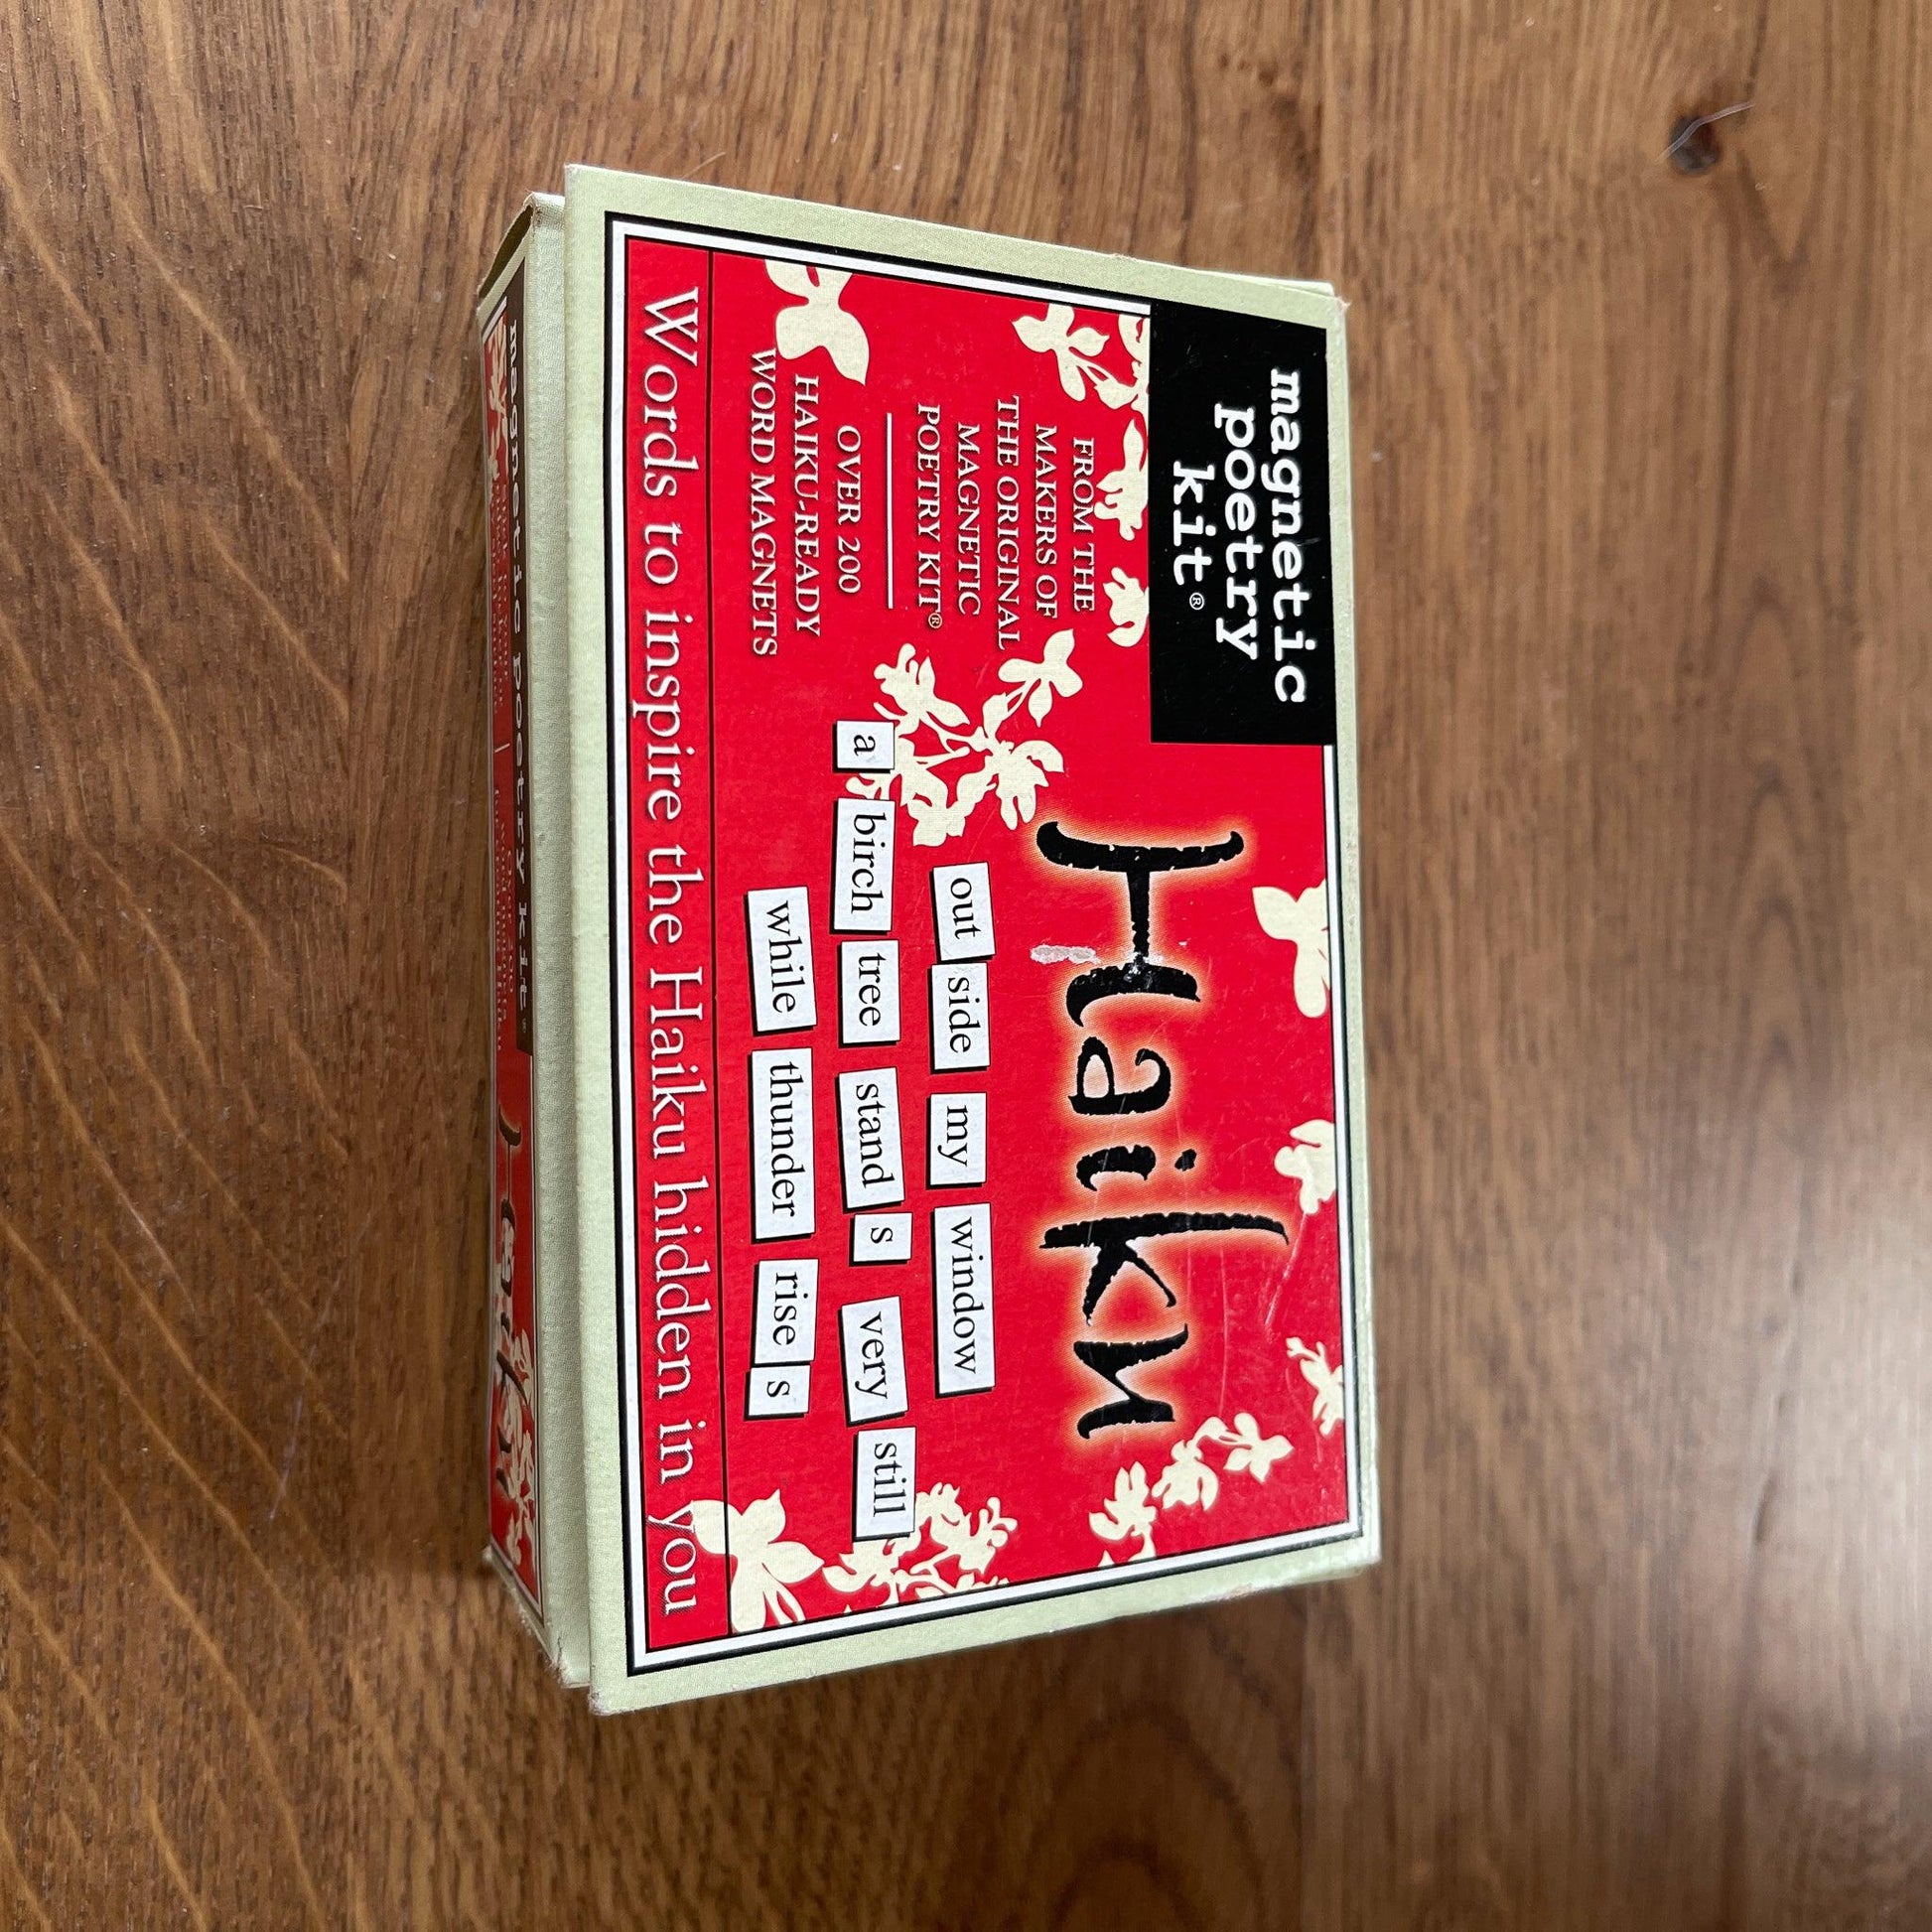 magnetic
poetry
kit®
Haiku
FROM THE
MAKERS OF
THE ORIGINAL
MAGNETIC
POETRY KIT®
OVER 200
HAIKU-READY
WORD MAGNETS
out side my window
a birch tree stand s very still
while thunder rise s
Words to inspire the Haiku hidden in you
magnetic poetry kit®
Haiku